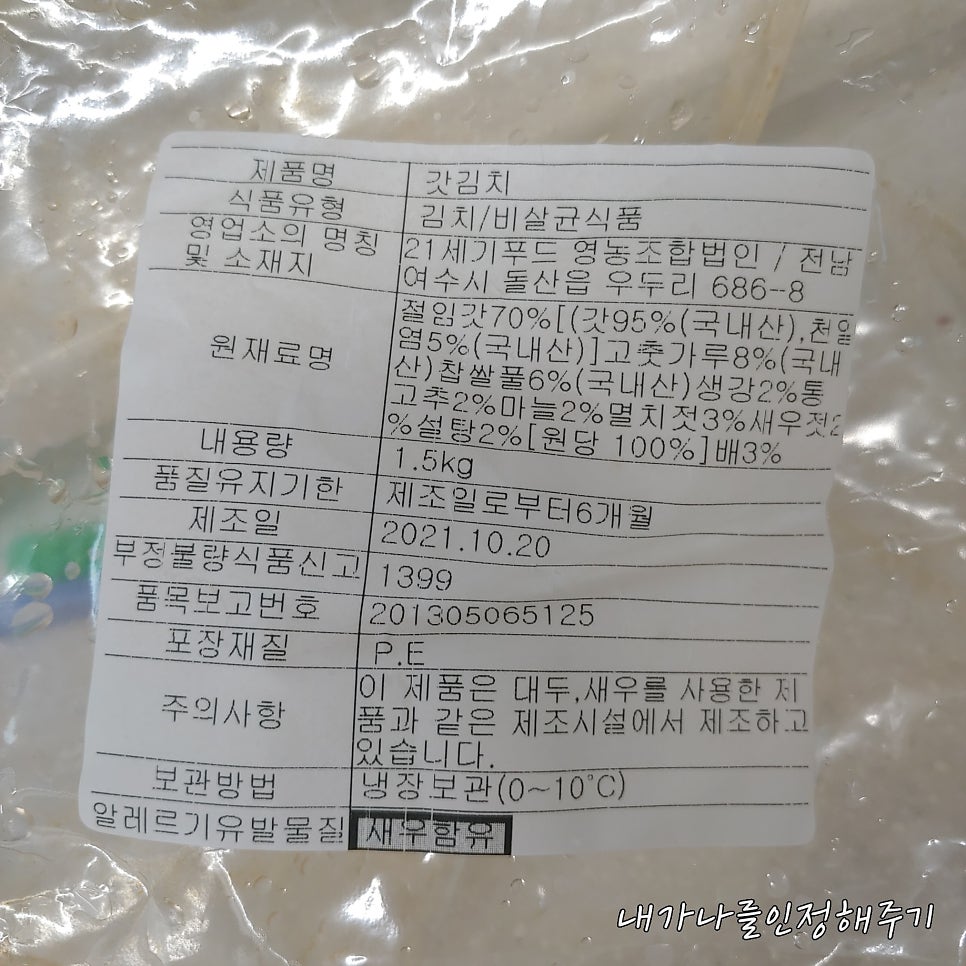 제품명 갓김치
식품유형 김치/비살균식품
영업소의 명칭 및 소재지 21세기푸드 영농조합법인 / 전남
여수시 돌산읍 우두리 686-8
원재료명 절임갓70%[(갓95%(국내산),천일
염5%(국내산)]고춧가루8%(국내
산)찹쌀풀6%(국내산)생강2%통
고추2%마늘2%멸치젓3%새우젓2
%설탕2%[원당 100%]배3%
내용량 1.5kg
품질유지기한 제조일로부터6개월
제조일 2021.10.20
부정불량식품신고 1399
품목보고번호 201305065125
포장재질 P.E
주의사항 이 제품은 대두,새우를 사용한 제
품과 같은 제조시설에서 제조하고
있습니다.
보관방법 냉장보관(0~10℃)
알레르기유발물질 새우함유
내가나를인정해주기